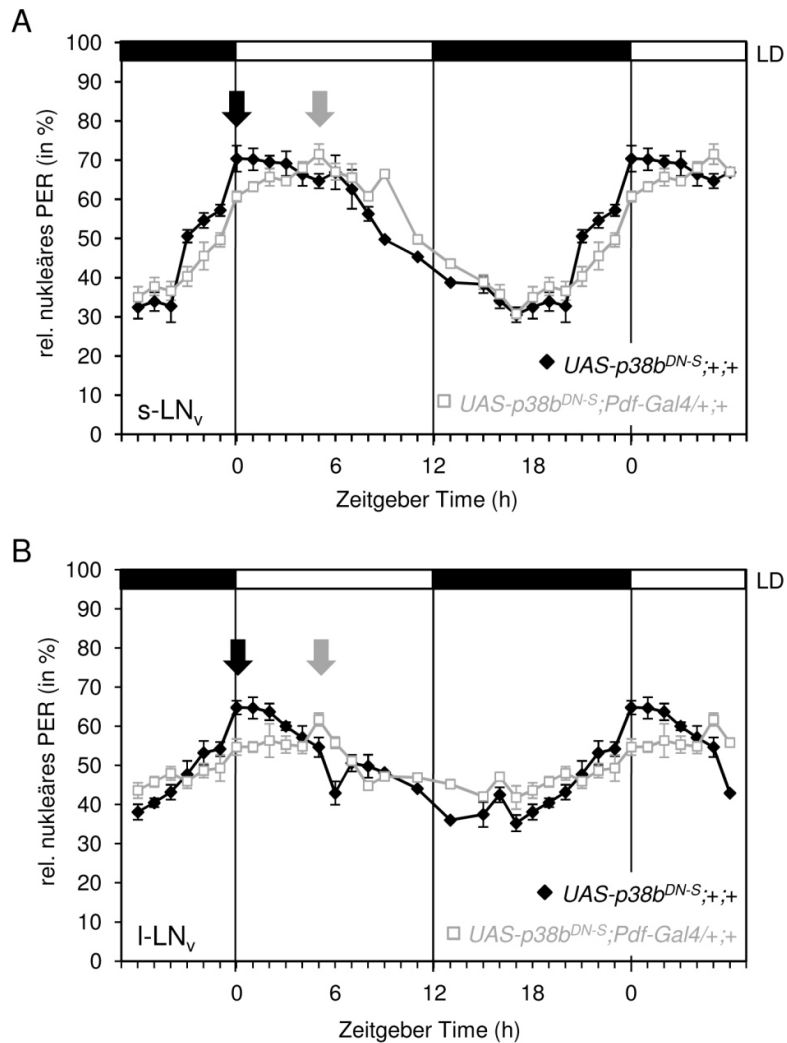 A
100
90
80
70
60
50
40
30
20
10
0
rel. nukleäres PER (in %)
LD
UAS-p38b^DN-S;+;+
UAS-p38b^DN-S;Pdf-Gal4/+;+
s-LNv
0 6 12 18 0
Zeitgeber Time (h)
B
100
90
80
70
60
50
40
30
20
10
0
rel. nukleäres PER (in %)
LD
UAS-p38b^DN-S;+;+
UAS-p38b^DN-S;Pdf-Gal4/+;+
l-LNv
0 6 12 18 0
Zeitgeber Time (h)